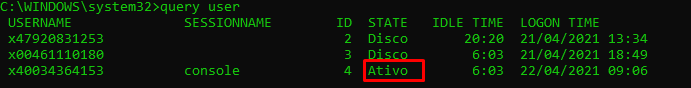 C:\WINDOWS\system32>query user
USERNAME SESSIONNAME ID STATE IDLE TIME LOGON TIME
x47920831253 2 Disco 20:20 21/04/2021 13:34
x00461110180 3 Disco 6:03 21/04/2021 18:49
x40034364153 console 4 Ativo 6:03 22/04/2021 09:06